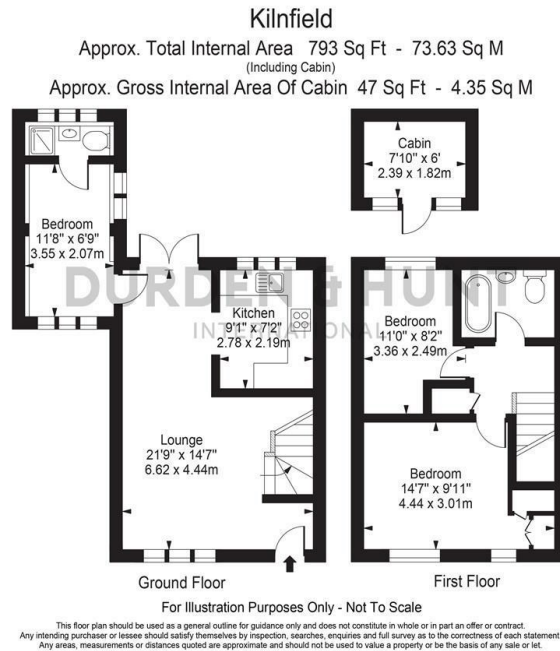 Kilnfield
Approx. Total Internal Area 793 Sq Ft - 73.63 Sq M
(Including Cabin)
Approx. Gross Internal Area Of Cabin 47 Sq Ft - 4.35 Sq M
Cabin
7'10" x 6'
2.39 x 1.82m
Bedroom
11'8" x 6'9"
3.55 x 2.07m
DURDEN & HUNT
INTERNATIONAL
Kitchen
9'1" x 7'2"
2.78 x 2.19m
Bedroom
11'0" x 8'2"
3.36 x 2.49m
Lounge
21'9" x 14'7"
6.62 x 4.44m
Bedroom
14'7" x 9'11"
4.44 x 3.01m
Ground Floor
First Floor
For Illustration Purposes Only - Not To Scale
This floor plan should be used as a general outline for guidance only and does not constitute in whole or in part an offer or contract.
Any intending purchaser or lessee should satisfy themselves by inspection, searches, enquiries and full survey as to the correctness of each statement
Any areas, measurements or distances quoted are approximate and should not be used to value a property or be the basis of any sale or let.